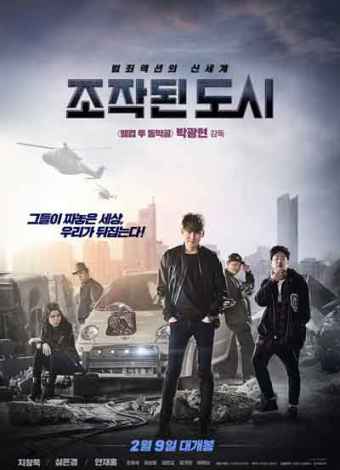 범죄액션의 신세계
조작된 도시
〈웰컴 투 동막골〉 박광현 감독
그들이 짜놓은 세상,
우리가 뒤집는다!
지창욱 심은경 안재홍
2월 9일 대개봉